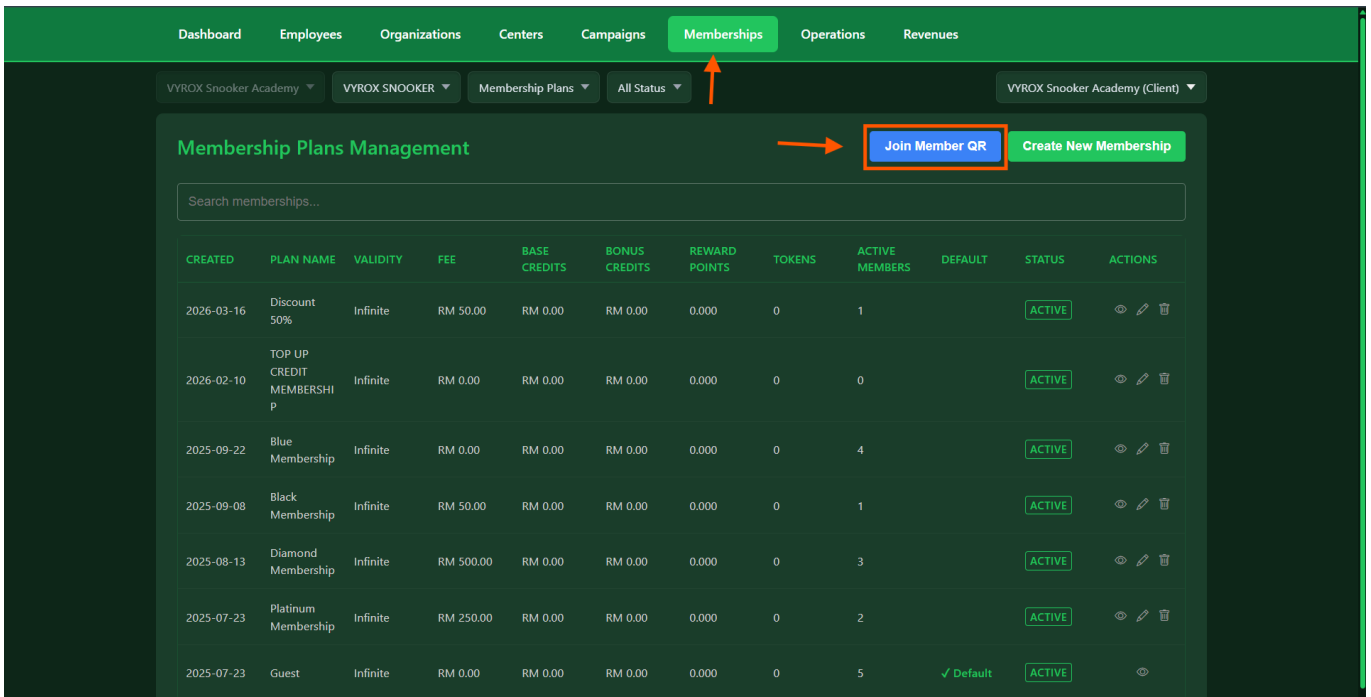 Dashboard Employees Organizations Centers Campaigns Memberships Operations Revenues
VYROX Snooker Academy VYROX SNOOKER Membership Plans All Status VYROX Snooker Academy (Client)
Membership Plans Management Join Member QR Create New Membership
Search memberships...
CREATED PLAN NAME VALIDITY FEE BASE CREDITS BONUS CREDITS REWARD POINTS TOKENS ACTIVE MEMBERS DEFAULT STATUS ACTIONS
2026-03-16 Discount 50% Infinite RM 50.00 RM 0.00 RM 0.00 0.000 0 1 ACTIVE
2026-02-10 TOP UP CREDIT MEMBERSHIP Infinite RM 0.00 RM 0.00 RM 0.00 0.000 0 0 ACTIVE
2025-09-22 Blue Membership Infinite RM 0.00 RM 0.00 RM 0.00 0.000 0 4 ACTIVE
2025-09-08 Black Membership Infinite RM 50.00 RM 0.00 RM 0.00 0.000 0 1 ACTIVE
2025-08-13 Diamond Membership Infinite RM 500.00 RM 0.00 RM 0.00 0.000 0 3 ACTIVE
2025-07-23 Platinum Membership Infinite RM 250.00 RM 0.00 RM 0.00 0.000 0 2 ACTIVE
2025-07-23 Guest Infinite RM 0.00 RM 0.00 RM 0.00 0.000 0 5 ✓ Default ACTIVE